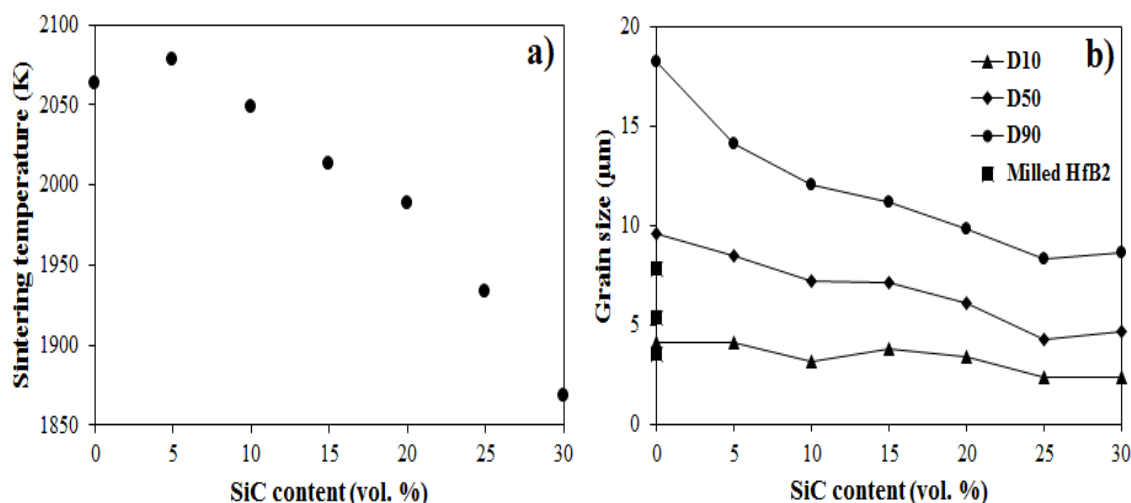 a)
Sintering temperature (K)
2100
2050
2000
1950
1900
1850
0 5 10 15 20 25 30
SiC content (vol. %)
b)
Grain size (µm)
20
15
10
5
0
D10
D50
D90
Milled HfB2
0 5 10 15 20 25 30
SiC content (vol. %)